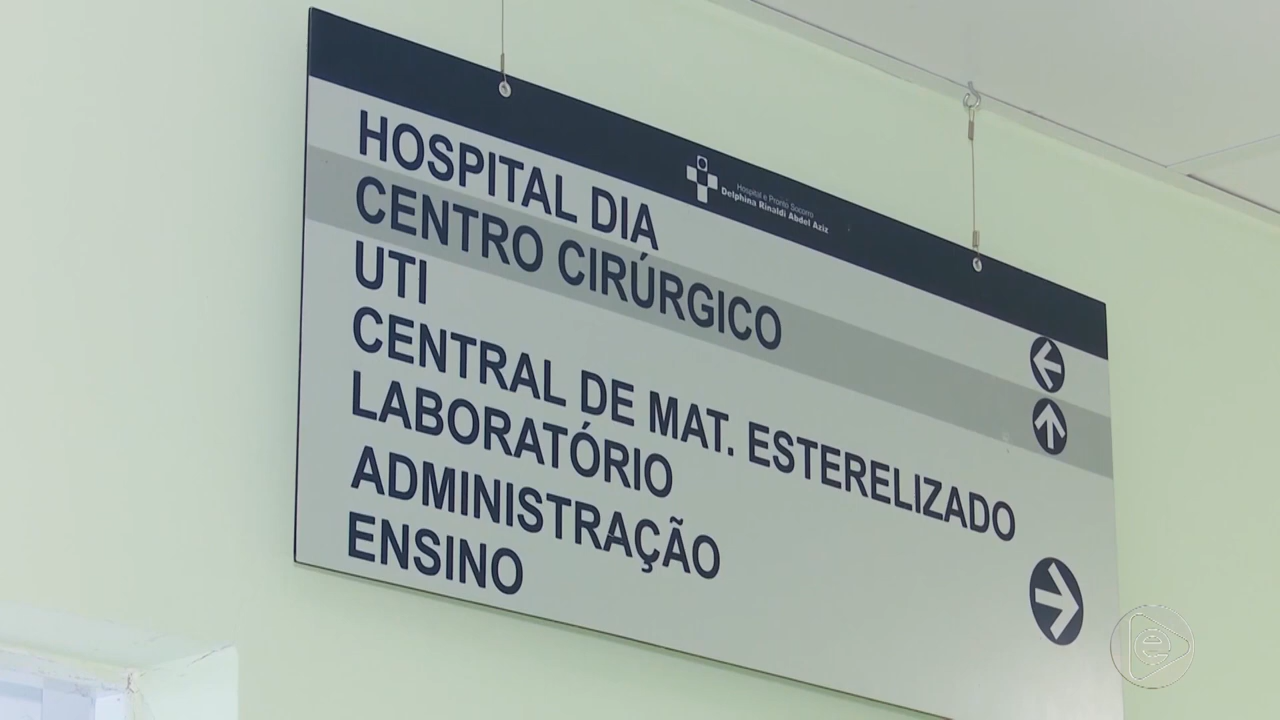 Hospital e Pronto Socorro
Delphina Rinaldi Abdel Aziz
HOSPITAL DIA
CENTRO CIRÚRGICO
UTI
CENTRAL DE MAT. ESTERELIZADO
LABORATÓRIO
ADMINISTRAÇÃO
ENSINO
e